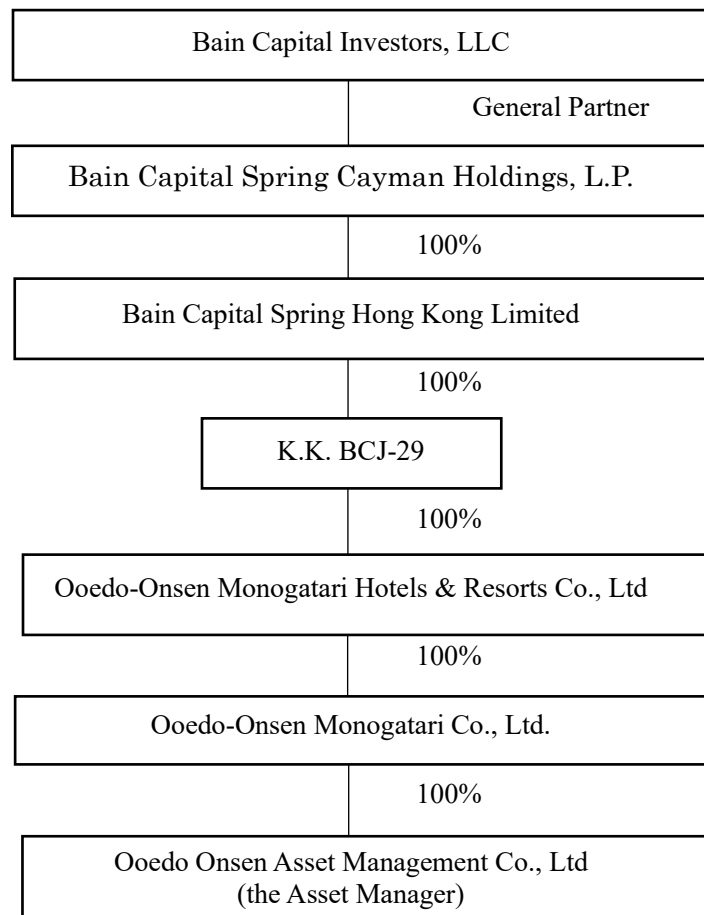 Bain Capital Investors, LLC
General Partner
Bain Capital Spring Cayman Holdings, L.P.
100%
Bain Capital Spring Hong Kong Limited
100%
K.K. BCJ-29
100%
Ooedo-Onsen Monogatari Hotels & Resorts Co., Ltd
100%
Ooedo-Onsen Monogatari Co., Ltd.
100%
Ooedo Onsen Asset Management Co., Ltd
(the Asset Manager)